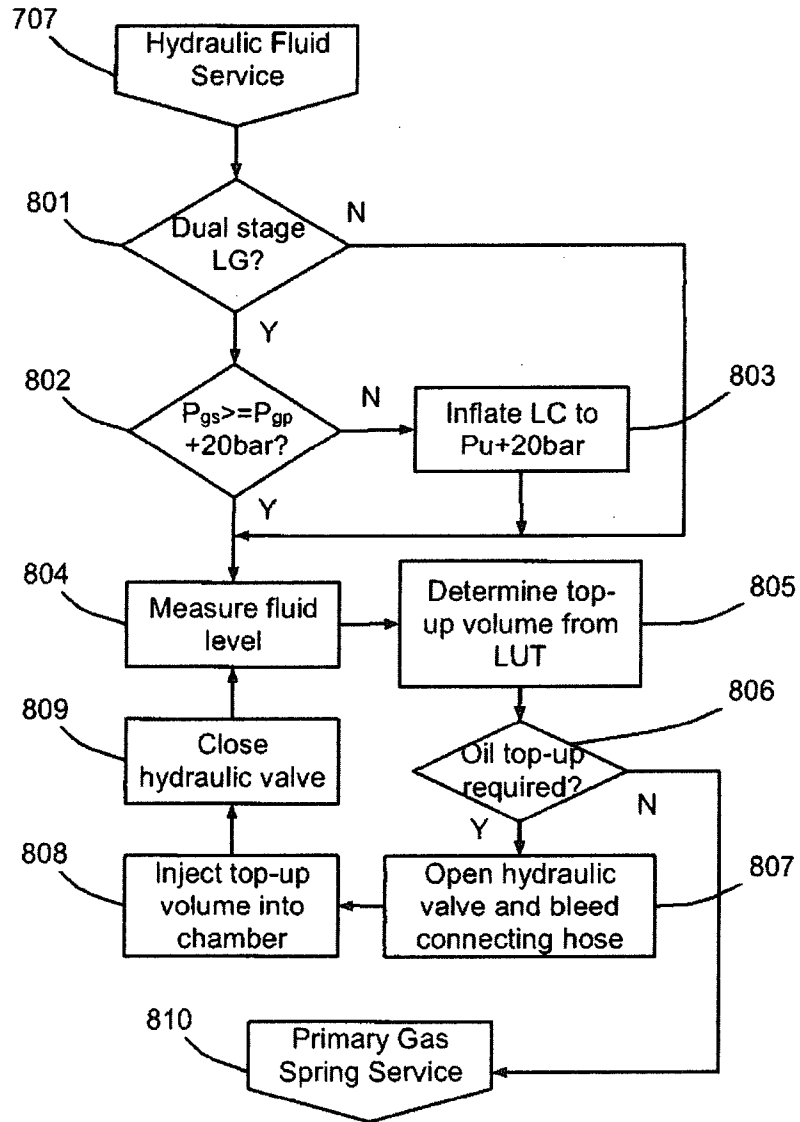 707
Hydraulic Fluid
Service
801
Dual stage
LG?
N
Y
802
Pgs>=Pgp
+20bar?
N
Y
803
Inflate LC to
Pu+20bar
804
Measure fluid
level
805
Determine top-
up volume from
LUT
806
Oil top-up
required?
N
Y
809
Close
hydraulic valve
808
Inject top-up
volume into
chamber
807
Open hydraulic
valve and bleed
connecting hose
810
Primary Gas
Spring Service